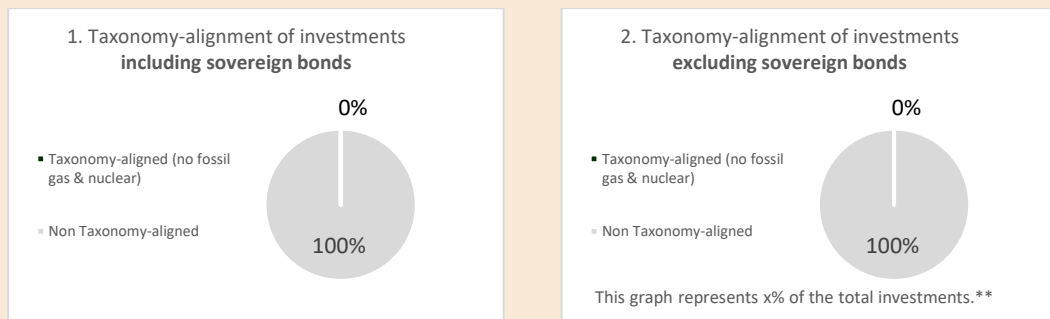 1. Taxonomy-alignment of investments
including sovereign bonds
0%
Taxonomy-aligned (no fossil
gas & nuclear)
Non Taxonomy-aligned
100%
2. Taxonomy-alignment of investments
excluding sovereign bonds
0%
Taxonomy-aligned (no fossil
gas & nuclear)
Non Taxonomy-aligned
100%
This graph represents x% of the total investments.**